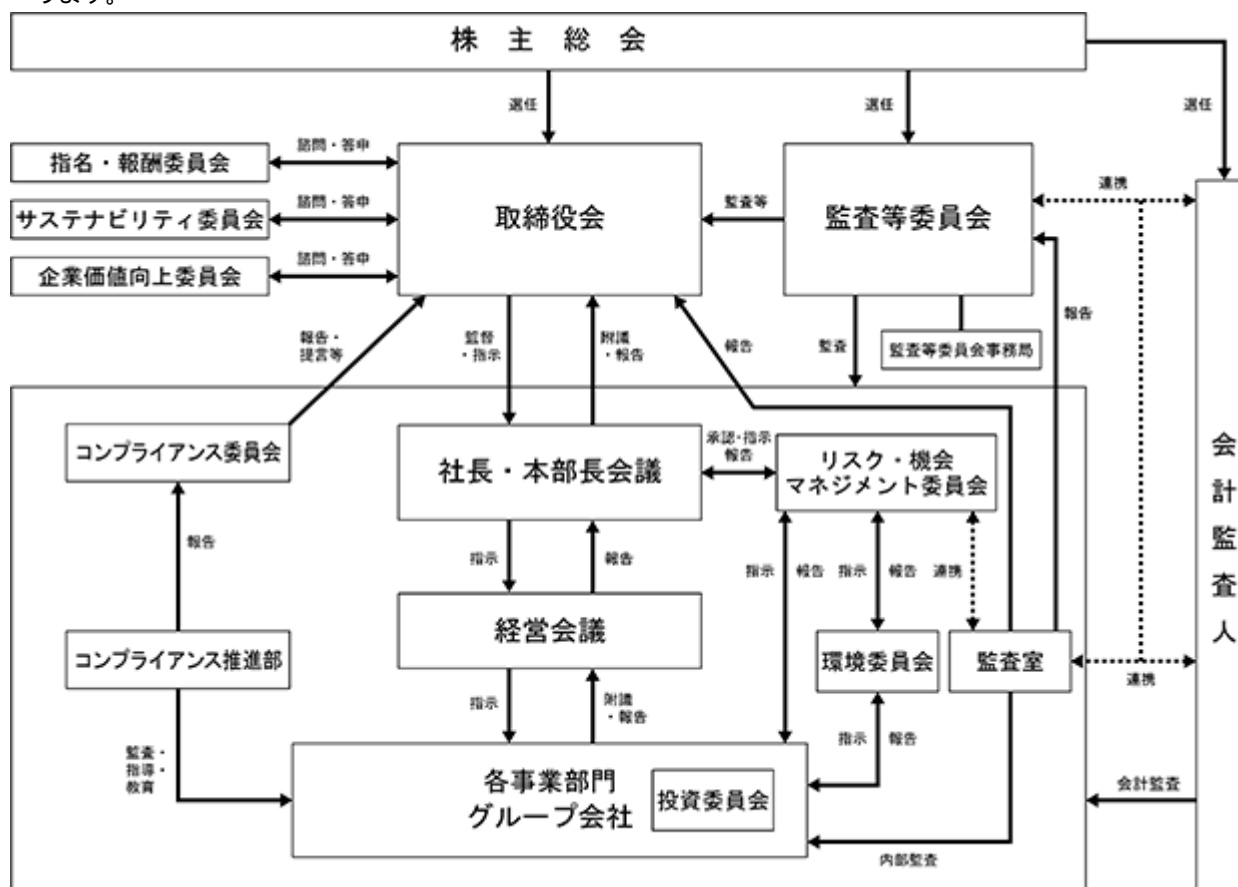 ります。
株主総会
選任
選任
選任
指名・報酬委員会
諮問・答申
サステナビリティ委員会
諮問・答申
企業価値向上委員会
諮問・答申
取締役会
監査等
監査等委員会
連携
報告・
提言等
監督
・指示
附議
・報告
報告
監査
監査等委員会事務局
報告
コンプライアンス委員会
社長・本部長会議
承認・指示
報告
リスク・機会
マネジメント委員会
会計監査人
報告
指示
報告
指示
報告
指示
報告
連携
コンプライアンス推進部
経営会議
環境委員会
監査室
連携
指示
附議
・報告
指示
報告
監査・
指導・
教育
各事業部門
グループ会社
投資委員会
会計監査
内部監査